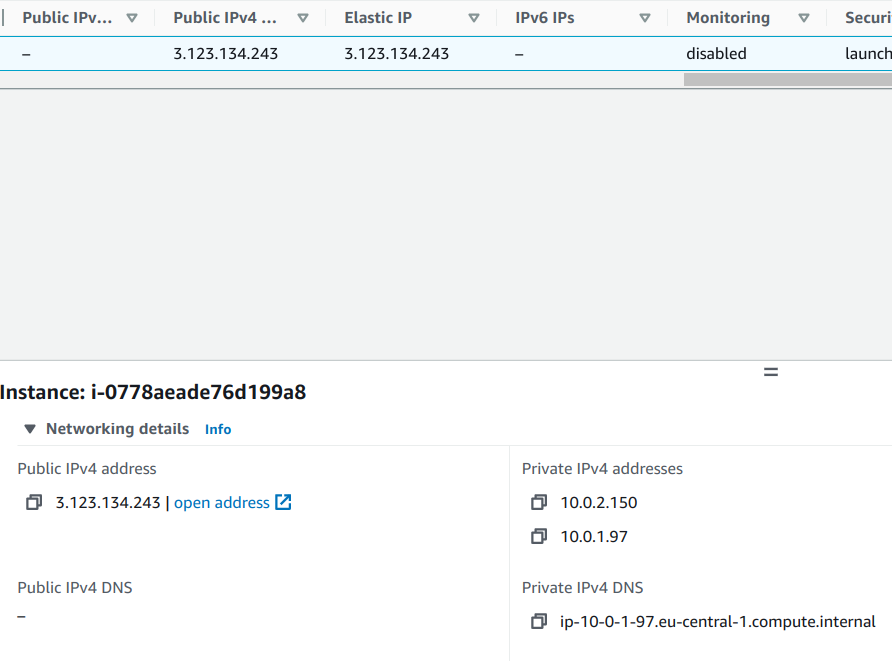 Public IPv... Public IPv4 ... Elastic IP IPv6 IPs Monitoring Securi
– 3.123.134.243 3.123.134.243 – disabled launch
Instance: i-0778aeade76d199a8
Networking details Info
Public IPv4 address
3.123.134.243 | open address
Private IPv4 addresses
10.0.2.150
10.0.1.97
Public IPv4 DNS
–
Private IPv4 DNS
ip-10-0-1-97.eu-central-1.compute.internal